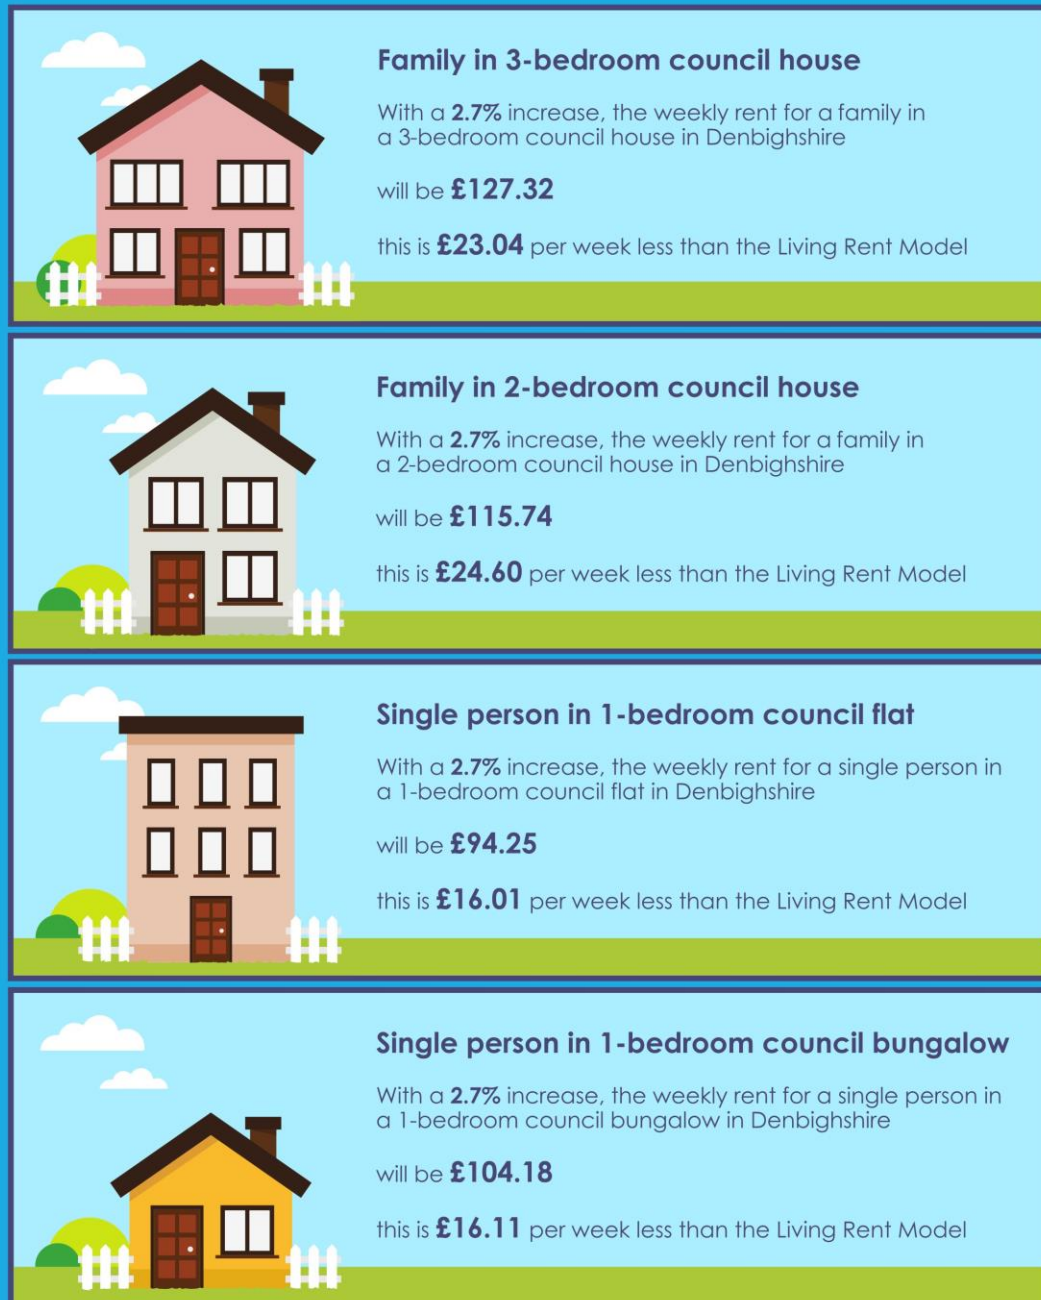 Family in 3-bedroom council house
With a 2.7% increase, the weekly rent for a family in
a 3-bedroom council house in Denbighshire
will be £127.32
this is £23.04 per week less than the Living Rent Model
Family in 2-bedroom council house
With a 2.7% increase, the weekly rent for a family in
a 2-bedroom council house in Denbighshire
will be £115.74
this is £24.60 per week less than the Living Rent Model
Single person in 1-bedroom council flat
With a 2.7% increase, the weekly rent for a single person in
a 1-bedroom council flat in Denbighshire
will be £94.25
this is £16.01 per week less than the Living Rent Model
Single person in 1-bedroom council bungalow
With a 2.7% increase, the weekly rent for a single person in
a 1-bedroom council bungalow in Denbighshire
will be £104.18
this is £16.11 per week less than the Living Rent Model